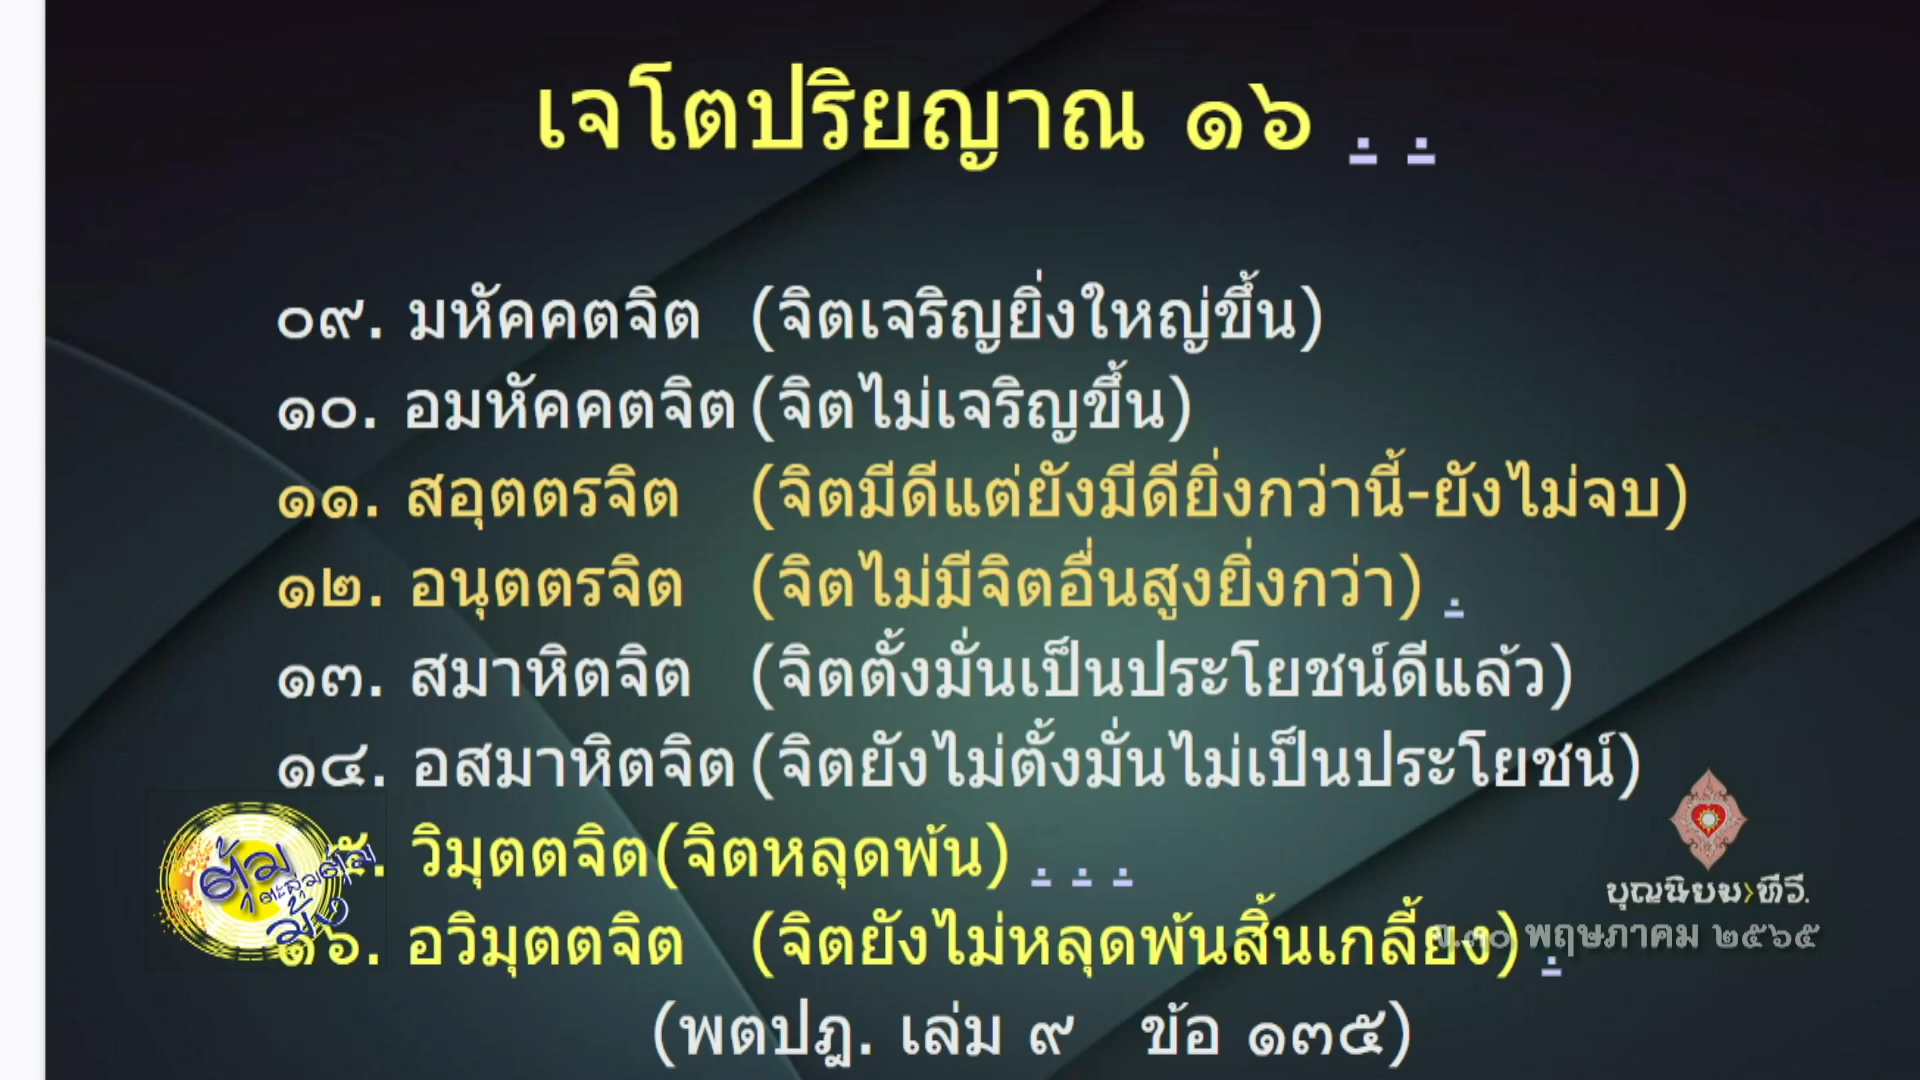 เจโตปริยญาณ ๑๖ . .
๐๙. มหัคคตจิต (จิตเจริญยิ่งใหญ่ขึ้น)
๑๐. อมหัคคตจิต (จิตไม่เจริญขึ้น)
๑๑. สอุตตรจิต (จิตมีดีแต่ยังมีดียิ่งกว่านี้-ยังไม่จบ)
๑๒. อนุตตรจิต (จิตไม่มีจิตอื่นสูงยิ่งกว่า) .
๑๓. สมาหิตจิต (จิตตั้งมั่นเป็นประโยชน์ดีแล้ว)
๑๔. อสมาหิตจิต (จิตยังไม่ตั้งมั่นไม่เป็นประโยชน์)
๕. วิมุตตจิต(จิตหลุดพ้น) . . .
๑๖. อวิมุตตจิต (จิตยังไม่หลุดพ้นสิ้นเกลี้ยง) .
(พตปฎ. เล่ม ๙ ข้อ ๑๓๕)
บุญนิยม ทีวี.
๓๐ พฤษภาคม ๒๕๖๕